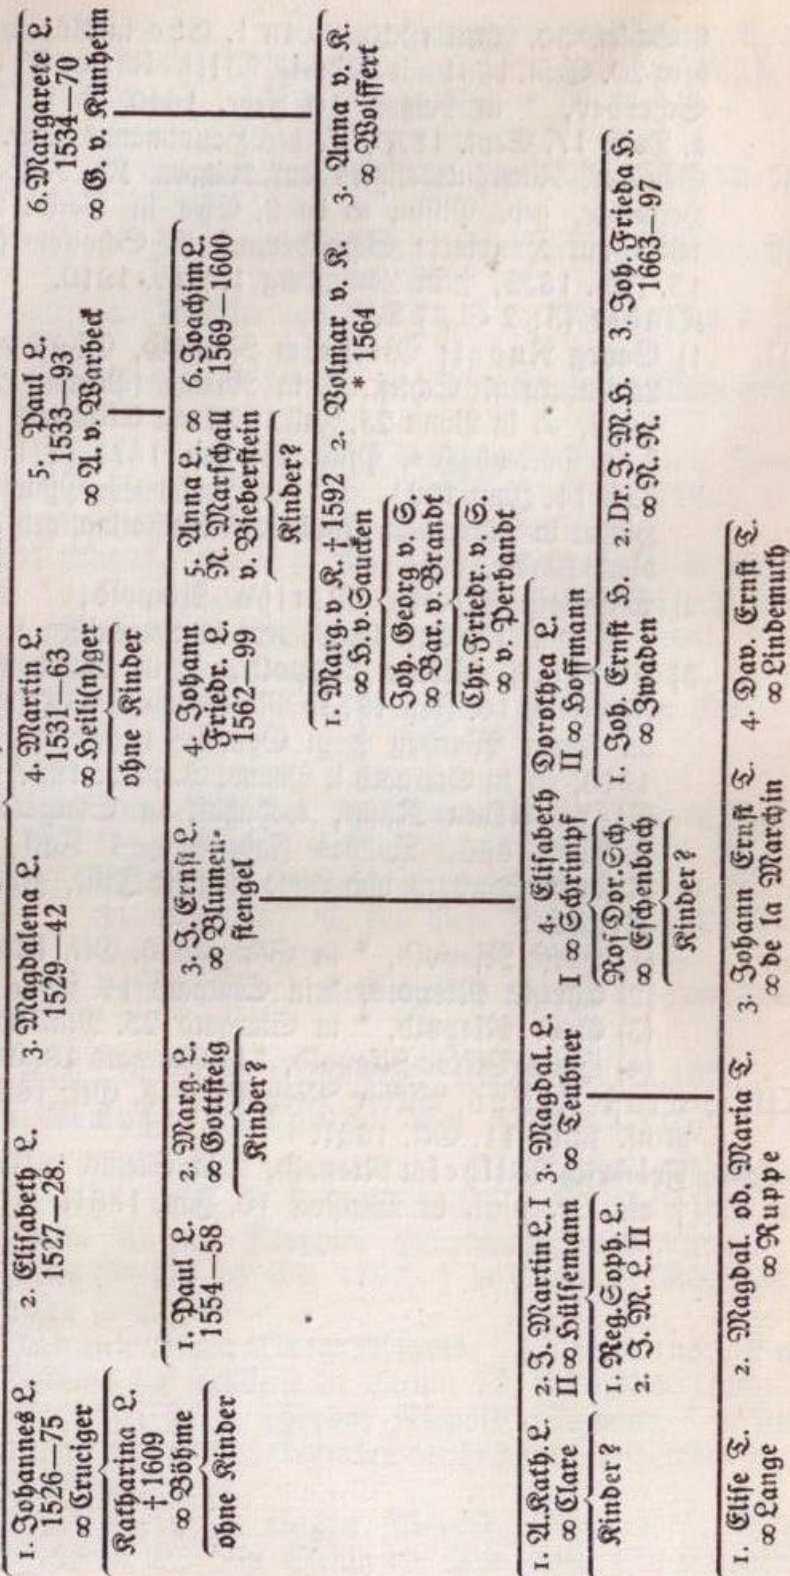 1. Johannes L.
1526—75
∞ Cruciger
Katharina L.
† 1609
∞ Böhme
ohne Kinder
2. Elisabeth L.
1527—28.
3. Magdalena L.
1529—42
4. Martin L.
1531—63
∞ Heili(n)ger
ohne Kinder
5. Paul L.
1533—93
∞ A. v. Warbeck
6. Margarete L.
1534—70
∞ G. v. Kunheim
1. Paul L.
1554—58
2. Marg. L.
∞ Gottsteig
Kinder?
3. J. Ernst L.
∞ Blumen-
stengel
4. Johann
Friedr. L.
1562—99
5. Anna L. ∞
N. Marschall
v. Bieberstein
Kinder?
6. Joachim L.
1569—1600
1. Marg. v K. † 1592
∞ H. v Saucken
Joh. Georg v. S.
∞ Bar. v. Brandt
Chr. Friedr. v. S.
∞ v. Perbandt
2. Volmar v. K.
* 1564
3. Anna v. K.
∞ Wolffert
1. A. Kath. L.
∞ Clare
Kinder?
2. J. Martin L. I
II ∞ Hülsemann
1. Reg. Soph. L.
2. J. M. L. II
3. Magdal. L.
∞ Teubner
4. Elisabeth Dorothea L.
I ∞ Schrimpf
II ∞ Hoffmann
Ros Dor. Sch.
∞ Eschenbach
Kinder?
1. Joh. Ernst H.
∞ Zwaden
2. Dr. J. M. H.
∞ N. N.
3. Joh. Frieda H.
1663—97
1. Elise T.
∞ Lange
2. Magdal. od. Maria T.
∞ Ruppe
3. Johann Ernst T.
∞ de la Marchin
4. Dav. Ernst T.
∞ Lindemuth